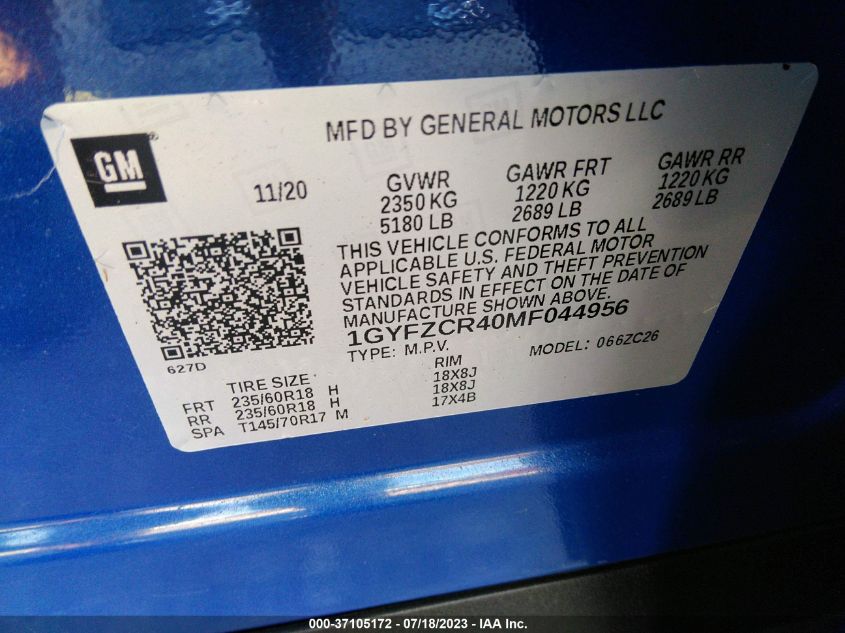 MFD BY GENERAL MOTORS LLC
GM
11/20
GVWR
2350 KG
5180 LB
GAWR FRT
1220 KG
2689 LB
GAWR RR
1220 KG
2689 LB
THIS VEHICLE CONFORMS TO ALL
APPLICABLE U.S. FEDERAL MOTOR
VEHICLE SAFETY AND THEFT PREVENTION
STANDARDS IN EFFECT ON THE DATE OF
MANUFACTURE SHOWN ABOVE.
1GYFZCR40MF044956
TYPE: M.P.V. MODEL: 066ZC26
627D
TIRE SIZE RIM
FRT 235/60R18 H 18X8J
RR 235/60R18 H 18X8J
SPA T145/70R17 M 17X4B
000-37105172 - 07/18/2023 - IAA Inc.